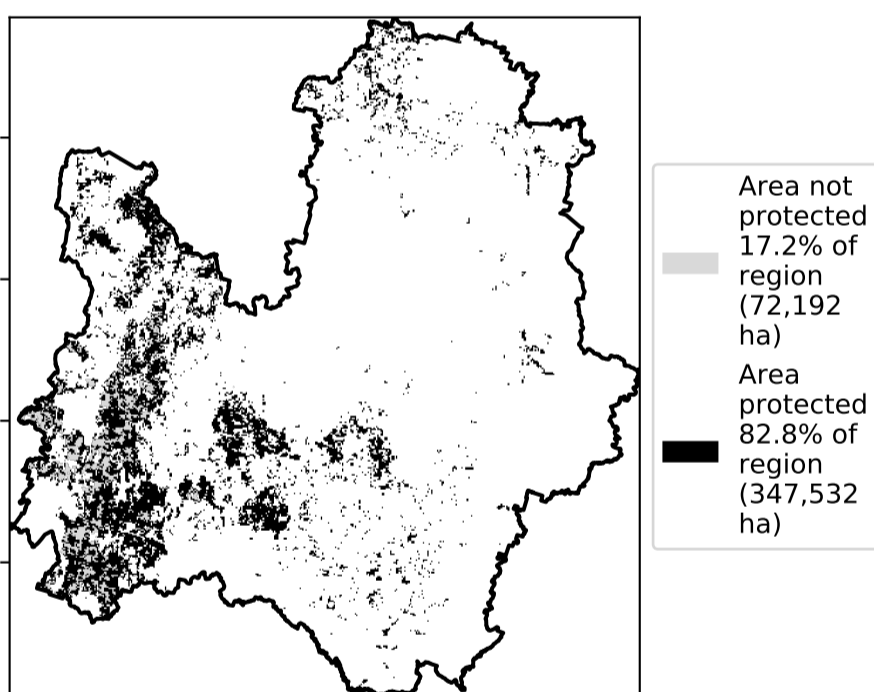 Area not
protected
17.2% of
region
(72,192
ha)
Area
protected
82.8% of
region
(347,532
ha)